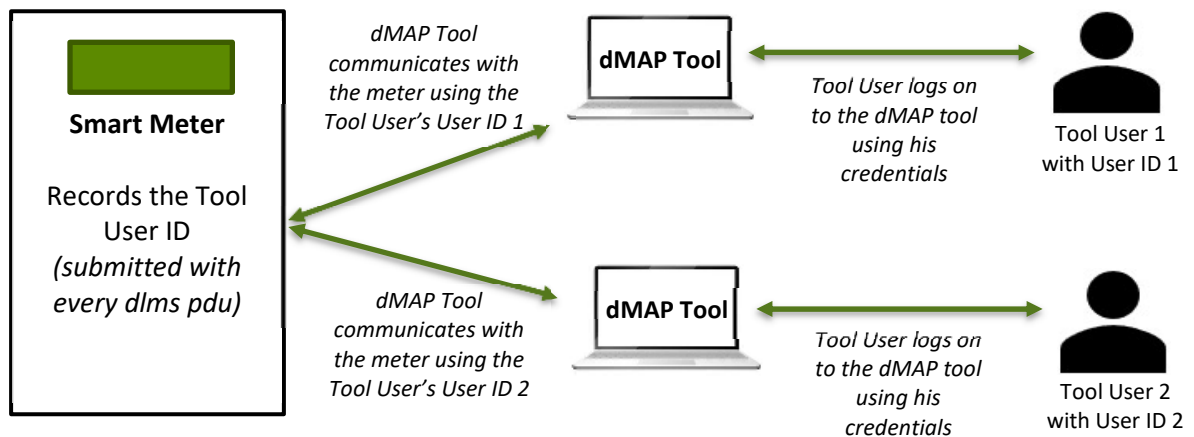 Smart Meter
Records the Tool
User ID
(submitted with
every dlms pdu)
dMAP Tool
communicates with
the meter using the
Tool User's User ID 1
dMAP Tool
Tool User logs on
to the dMAP tool
using his
credentials
Tool User 1
with User ID 1
dMAP Tool
communicates with
the meter using the
Tool User's User ID 2
dMAP Tool
Tool User logs on
to the dMAP tool
using his
credentials
Tool User 2
with User ID 2